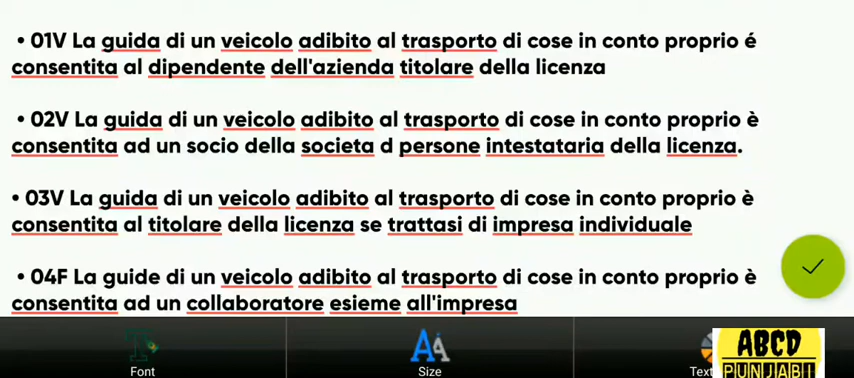 • 01V La guida di un veicolo adibito al trasporto di cose in conto proprio é
consentita al dipendente dell'azienda titolare della licenza
• 02V La guida di un veicolo adibito al trasporto di cose in conto proprio è
consentita ad un socio della societa d persone intestataria della licenza.
• 03V La guida di un veicolo adibito al trasporto di cose in conto proprio è
consentita al titolare della licenza se trattasi di impresa individuale
• 04F La guide di un veicolo adibito al trasporto di cose in conto proprio è
consentita ad un collaboratore esieme all'impresa
Font
Size
Text
ABCD
PUNJABI